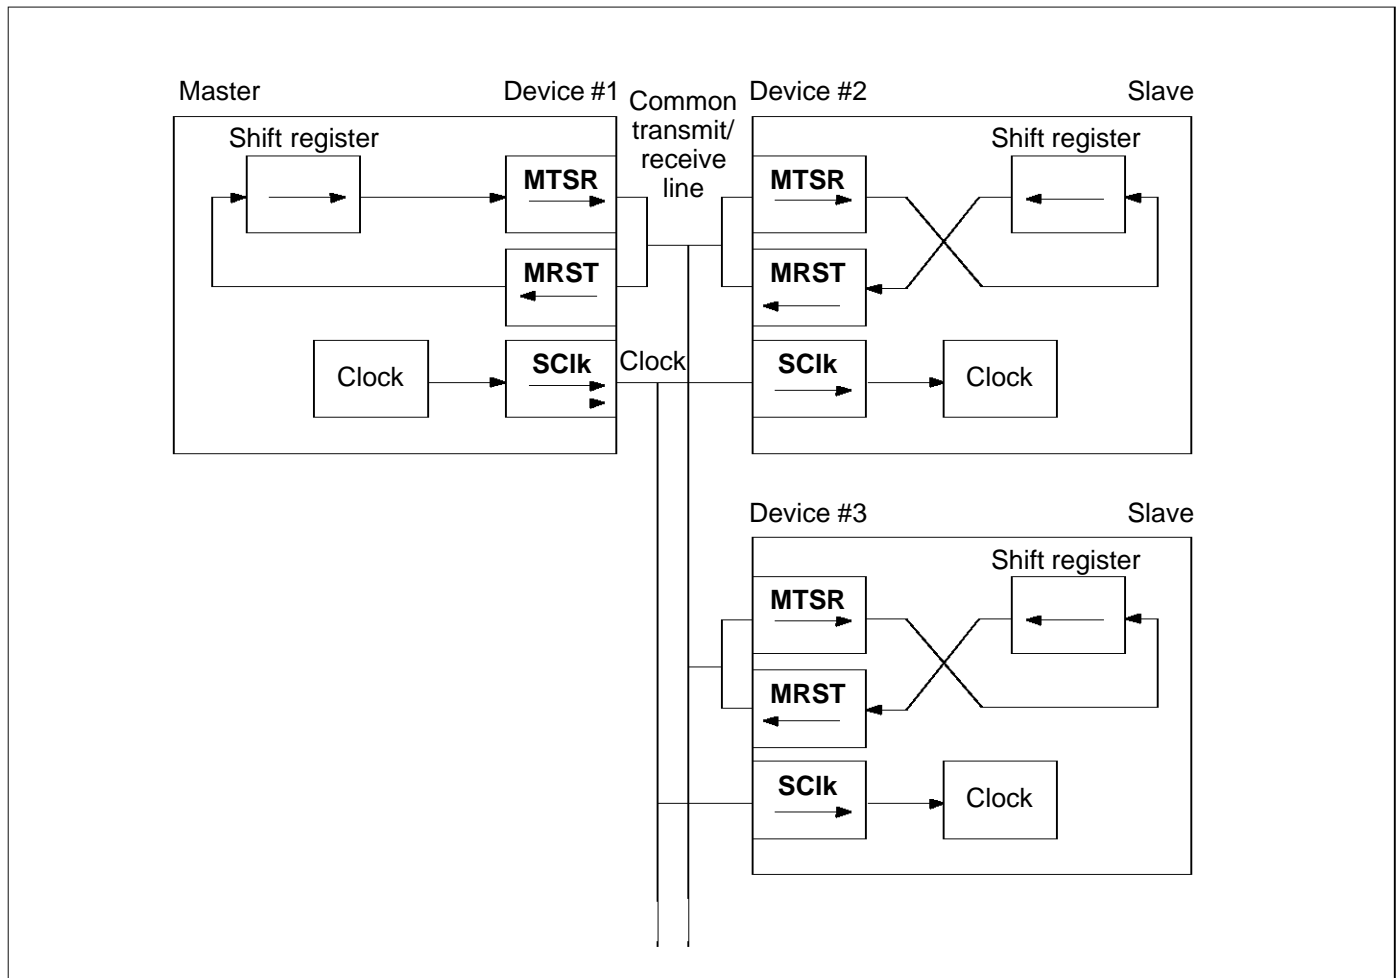 Master
Device #1
Common
transmit/
receive
line
Device #2
Slave
Shift register
MTSR
MRST
SClk
Clock
Clock
MTSR
MRST
SClk
Shift register
Clock
Device #3
Slave
Shift register
MTSR
MRST
SClk
Clock